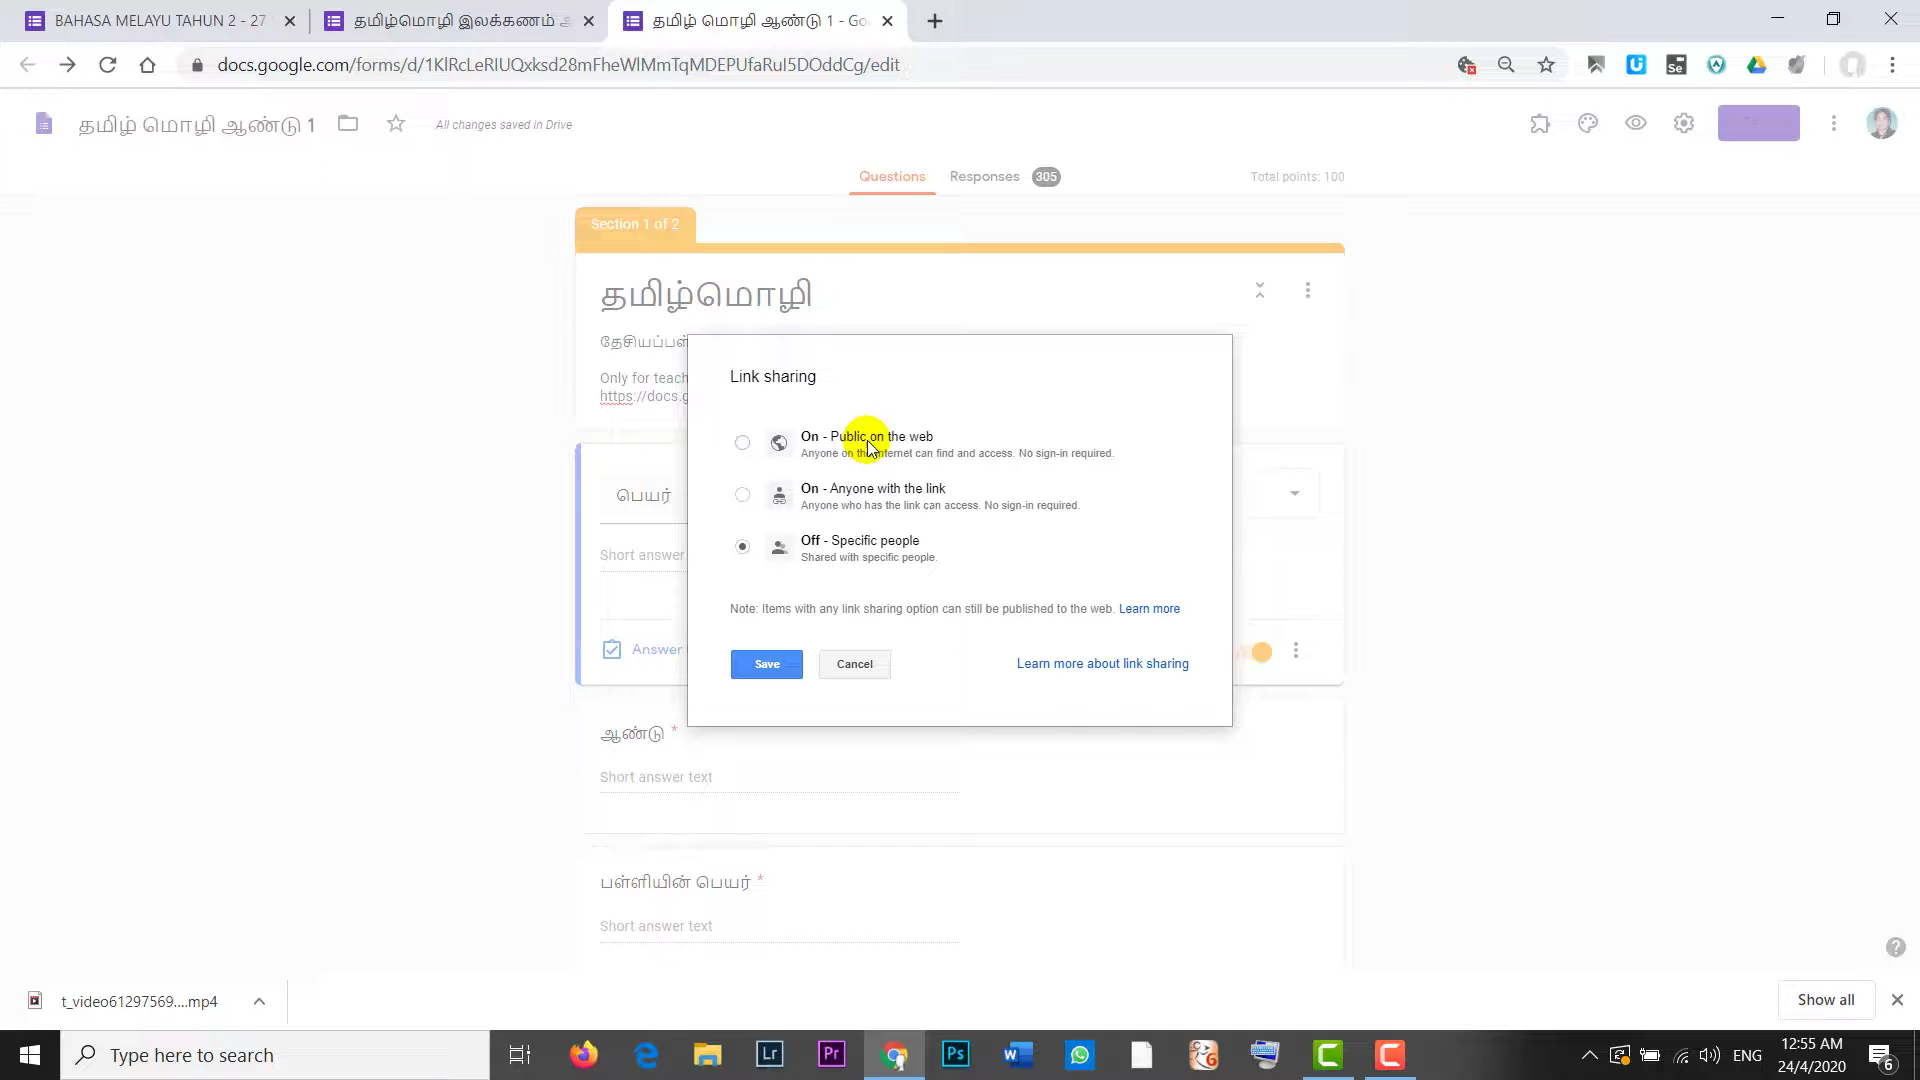 BAHASA MELAYU TAHUN 2 - 27
தமிழ்மொழி இலக்கணம்
தமிழ் மொழி ஆண்டு 1 - Go
docs.google.com/forms/d/1KlRcLeRIUQxksd28mFheWlMmTqMDEPUfaRuI5DOddCg/edit
தமிழ் மொழி ஆண்டு 1
All changes saved in Drive
Questions
Responses 305
Total points: 100
Section 1 of 2
தமிழ்மொழி
தேசியப்பள்
Only for teach
https://docs.g
Link sharing
On - Public on the web
Anyone on the internet can find and access. No sign-in required.
On - Anyone with the link
Anyone who has the link can access. No sign-in required.
Off - Specific people
Shared with specific people.
Note: Items with any link sharing option can still be published to the web. Learn more
Save
Cancel
Learn more about link sharing
பெயர்
Short answer
Answer
ஆண்டு *
Short answer text
பள்ளியின் பெயர் *
Short answer text
t_video61297569....mp4
Show all
Type here to search
Lr
Pr
Ps
ENG
12:55 AM
24/4/2020
6